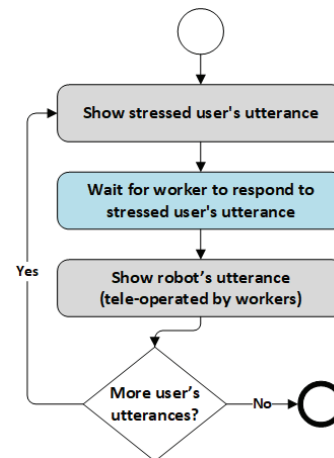 Show stressed user's utterance
Wait for worker to respond to
stressed user's utterance
Yes
Show robot's utterance
(tele-operated by workers)
More user's
utterances?
No